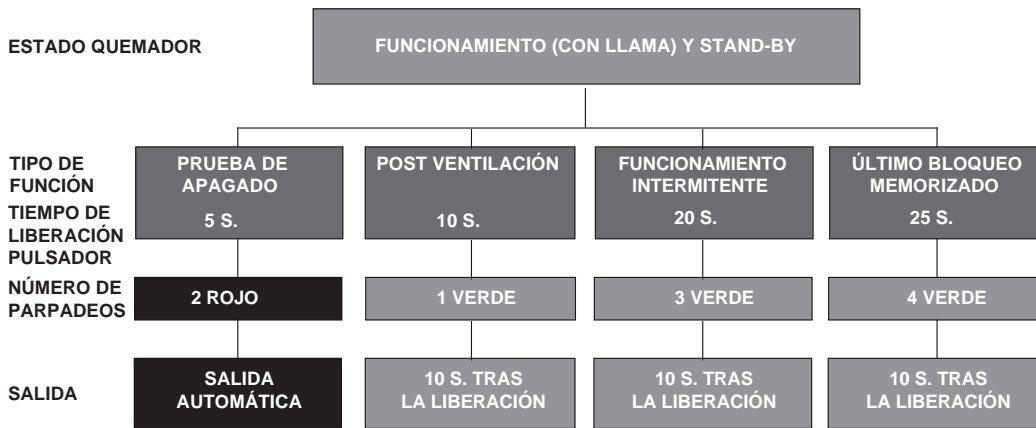 ESTADO QUEMADOR
FUNCIONAMIENTO (CON LLAMA) Y STAND-BY
TIPO DE
FUNCIÓN
PRUEBA DE
APAGADO
POST VENTILACIÓN
FUNCIONAMIENTO
INTERMITENTE
ÚLTIMO BLOQUEO
MEMORIZADO
TIEMPO DE
LIBERACIÓN
PULSADOR
5 S.
10 S.
20 S.
25 S.
NÚMERO DE
PARPADEOS
2 ROJO
1 VERDE
3 VERDE
4 VERDE
SALIDA
SALIDA
AUTOMÁTICA
10 S. TRAS
LA LIBERACIÓN
10 S. TRAS
LA LIBERACIÓN
10 S. TRAS
LA LIBERACIÓN